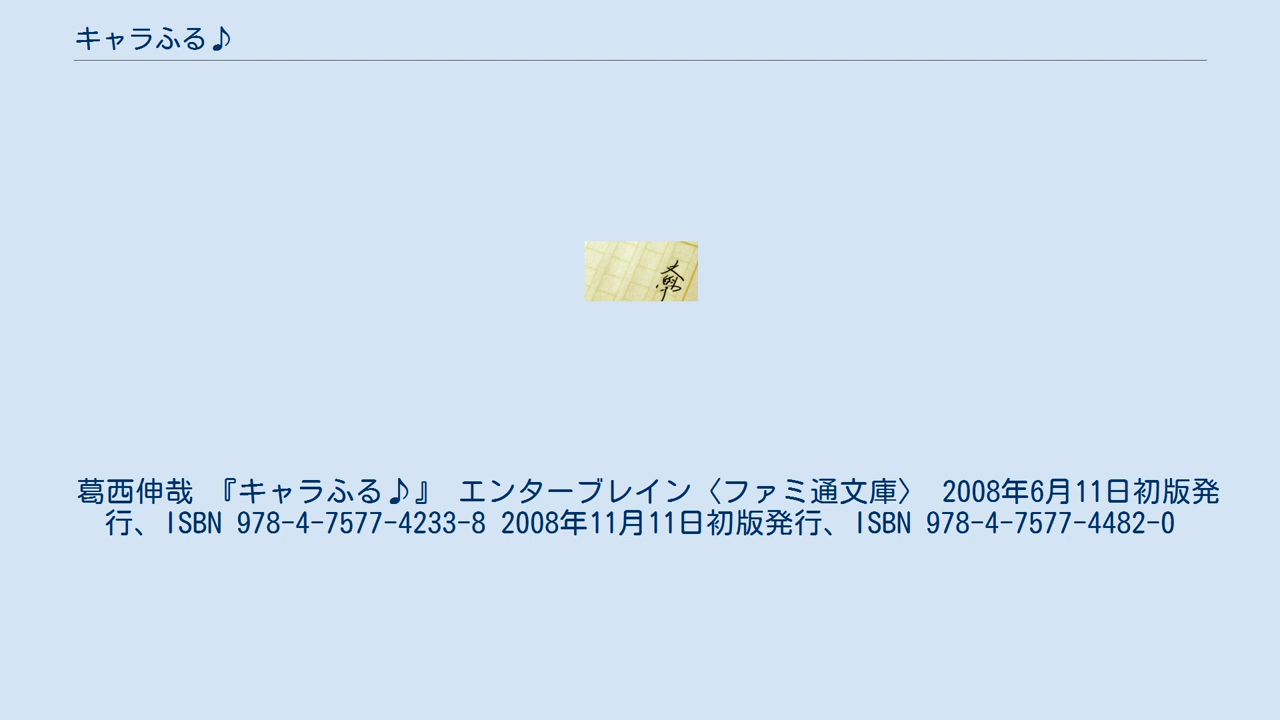 キャラふる♪
葛西伸哉 『キャラふる♪』 エンターブレイン〈ファミ通文庫〉 2008年6月11日初版発
行、ISBN 978-4-7577-4233-8 2008年11月11日初版発行、ISBN 978-4-7577-4482-0